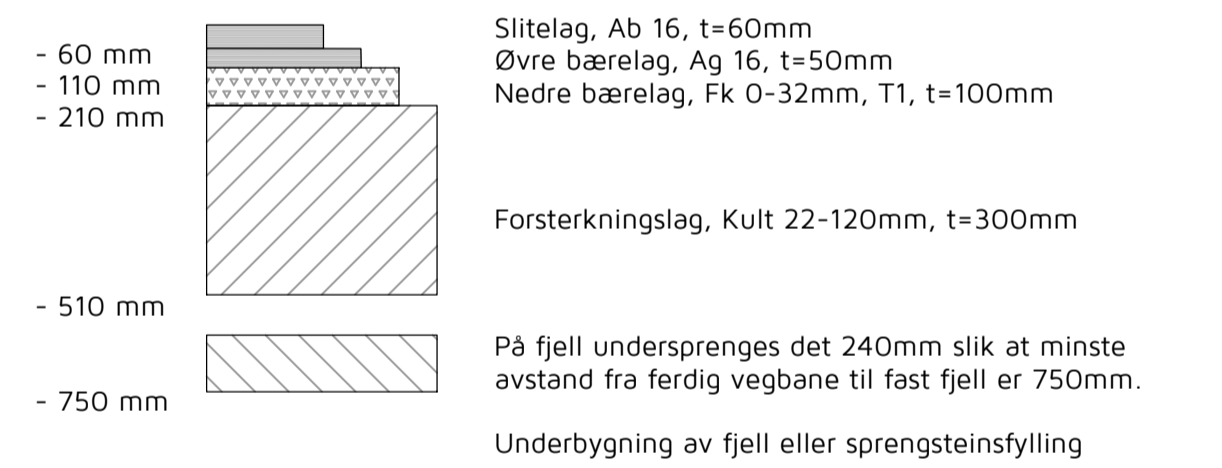 Slitelag, Ab 16, t=60mm
- 60 mm
Øvre bærelag, Ag 16, t=50mm
- 110 mm
Nedre bærelag, Fk 0-32mm, T1, t=100mm
- 210 mm
Forsterkningslag, Kult 22-120mm, t=300mm
- 510 mm
På fjell undersprenges det 240mm slik at minste
avstand fra ferdig vegbane til fast fjell er 750mm.
- 750 mm
Underbygning av fjell eller sprengsteinsfylling